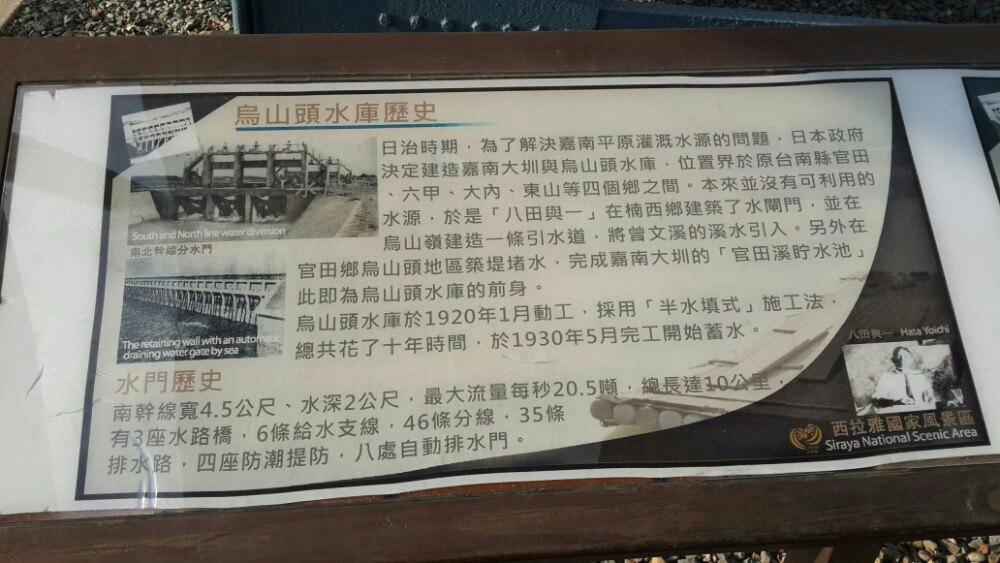 烏山頭水庫歷史
日治時期，為了解決嘉南平原灌溉水源的問題，日本政府
決定建造嘉南大圳與烏山頭水庫，位置界於原台南縣官田
、六甲、大內、東山等四個鄉之間。本來並沒有可利用的
水源，於是「八田與一」在楠西鄉建築了水閘門，並在
烏山嶺建造一條引水道，將曾文溪的溪水引入。另外在
官田鄉烏山頭地區築堤堵水，完成嘉南大圳的「官田溪貯水池」
此即為烏山頭水庫的前身。
烏山頭水庫於1920年1月動工，採用「半水填式」施工法，
總共花了十年時間，於1930年5月完工開始蓄水。
South and North line water diversion
南北幹線分水門
The retaining wall with an automatic
draining water gate by sea
水門歷史
南幹線寬4.5公尺、水深2公尺，最大流量每秒20.5噸，總長達10公里，
有3座水路橋，6條給水支線，46條分線，35條
排水路，四座防潮提防，八處自動排水門。
八田與一 Hata Yoichi
西拉雅國家風景區
Siraya National Scenic Area